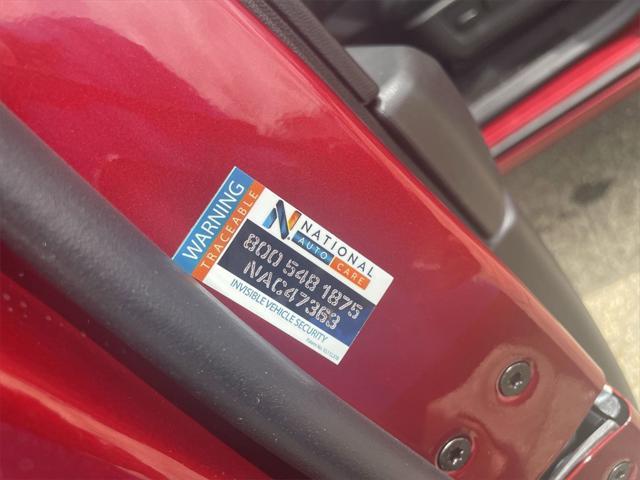 WARNING
TRACEABLE
NATIONAL
AUTO CARE
800 548 1875
NAC47363
INVISIBLE VEHICLE SECURITY